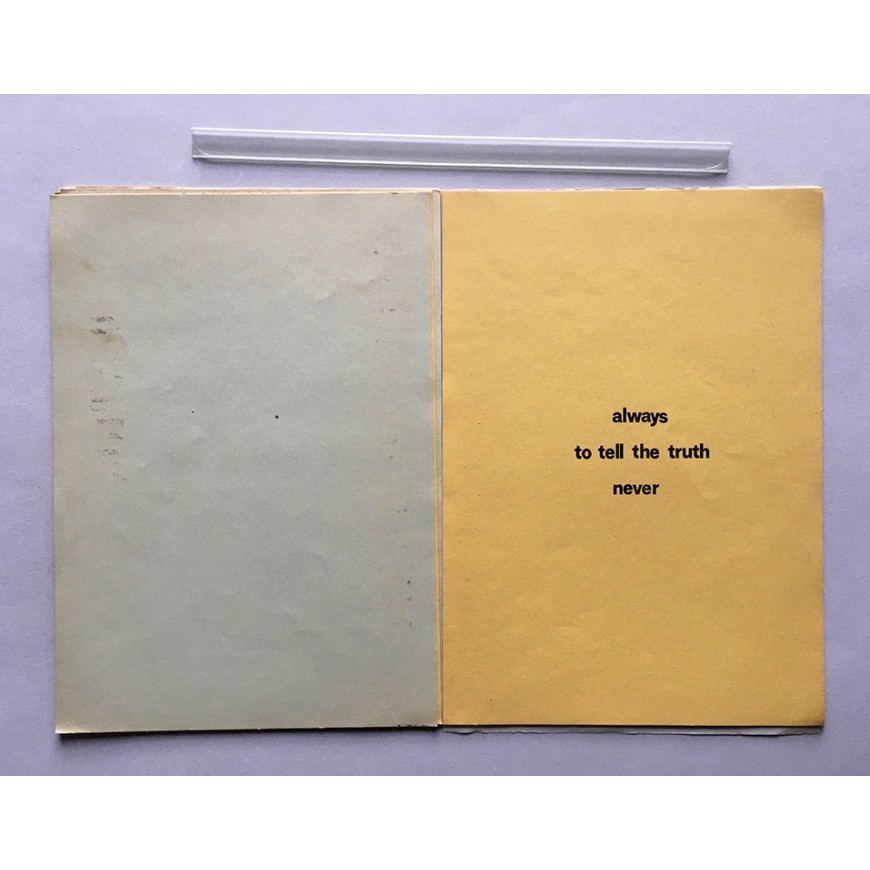 always
to tell the truth
never